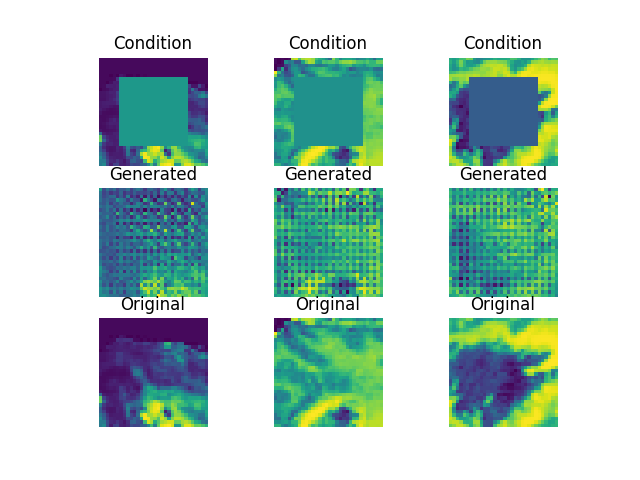 Condition Condition Condition
Generated Generated Generated
Original Original Original